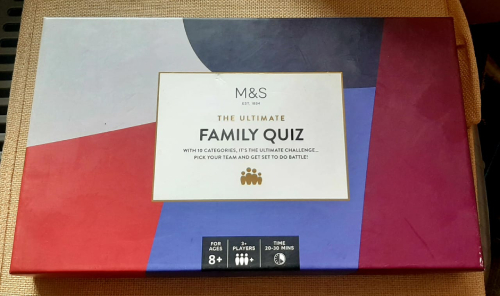 M&S
EST. 1884
THE ULTIMATE
FAMILY QUIZ
WITH 10 CATEGORIES, IT'S THE ULTIMATE CHALLENGE...
PICK YOUR TEAM AND GET SET TO DO BATTLE!
FOR
AGES
8+
2+
PLAYERS
+
TIME
20-30 MINS